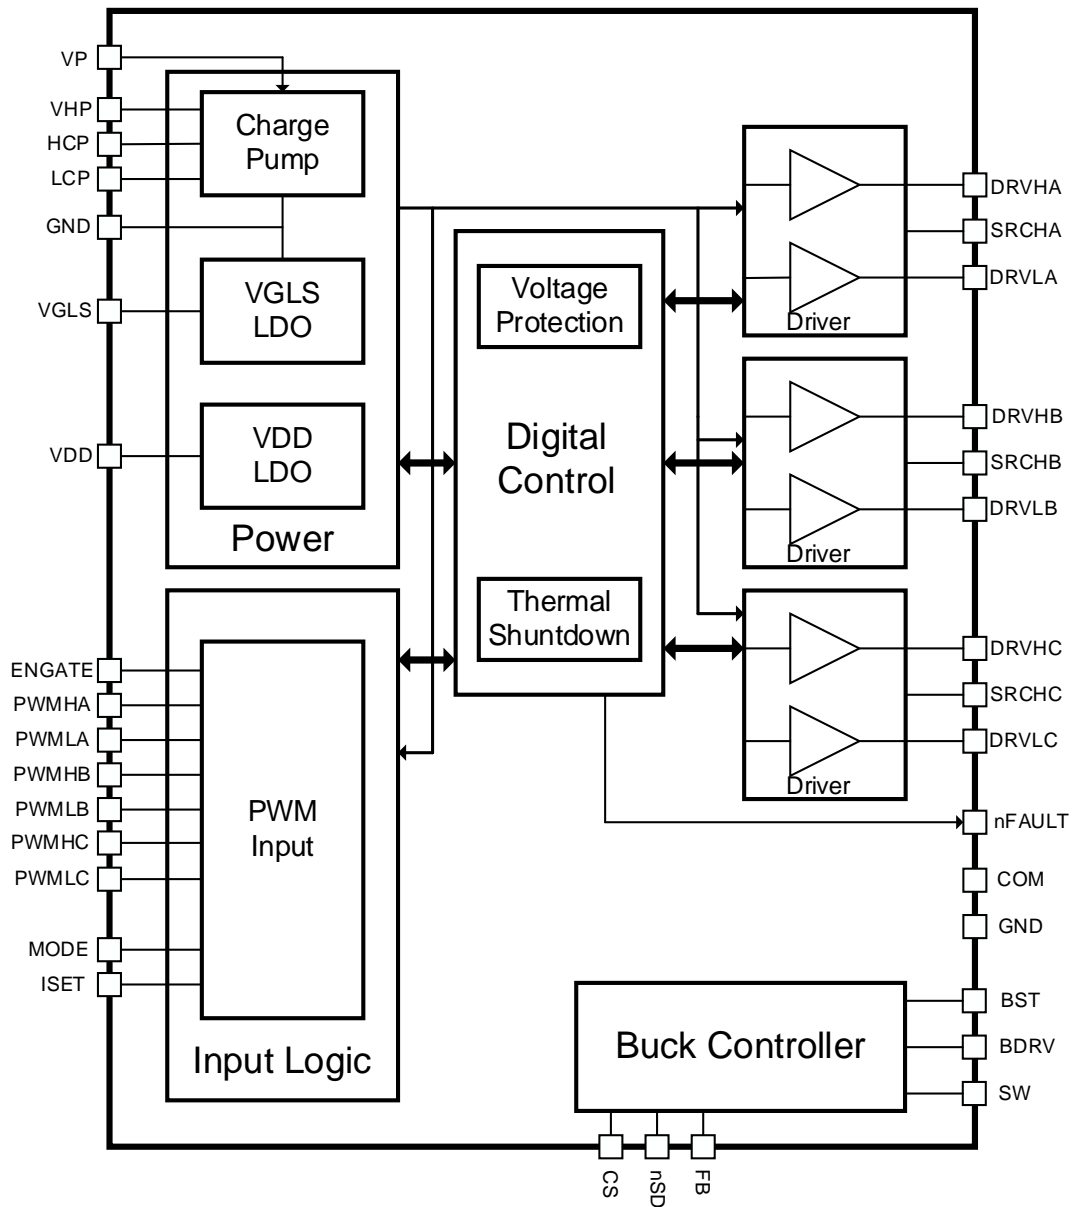 VP
VHP
HCP
LCP
GND
VGLS
VDD
Charge
Pump
VGLS
LDO
VDD
LDO
Power
ENGATE
PWMHA
PWMLA
PWMHB
PWMLB
PWMHC
PWMLC
MODE
ISET
PWM
Input
Input Logic
Voltage
Protection
Digital
Control
Thermal
Shuntdown
Driver
DRVHA
SRCHA
DRVLA
Driver
DRVHB
SRCHB
DRVLB
Driver
DRVHC
SRCHC
DRVLC
nFAULT
COM
GND
Buck Controller
BST
BDRV
SW
CS
nSD
FB